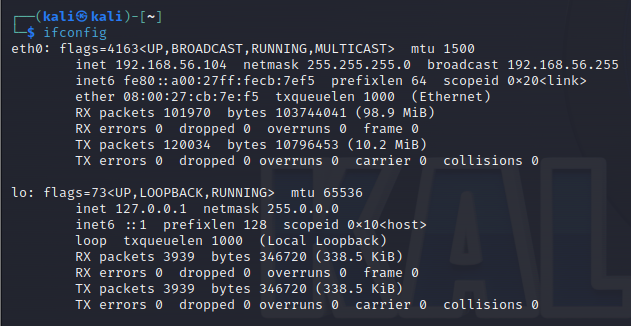 ┌──(kali㉿kali)-[~]
└─$ ifconfig
eth0: flags=4163<UP,BROADCAST,RUNNING,MULTICAST>  mtu 1500
        inet 192.168.56.104  netmask 255.255.255.0  broadcast 192.168.56.255
        inet6 fe80::a00:27ff:fecb:7ef5  prefixlen 64  scopeid 0×20<link>
        ether 08:00:27:cb:7e:f5  txqueuelen 1000  (Ethernet)
        RX packets 101970  bytes 103744041 (98.9 MiB)
        RX errors 0  dropped 0  overruns 0  frame 0
        TX packets 120034  bytes 10796453 (10.2 MiB)
        TX errors 0  dropped 0 overruns 0  carrier 0  collisions 0

lo: flags=73<UP,LOOPBACK,RUNNING>  mtu 65536
        inet 127.0.0.1  netmask 255.0.0.0
        inet6 ::1  prefixlen 128  scopeid 0×10<host>
        loop  txqueuelen 1000  (Local Loopback)
        RX packets 3939  bytes 346720 (338.5 KiB)
        RX errors 0  dropped 0  overruns 0  frame 0
        TX packets 3939  bytes 346720 (338.5 KiB)
        TX errors 0  dropped 0 overruns 0  carrier 0  collisions 0
KAL